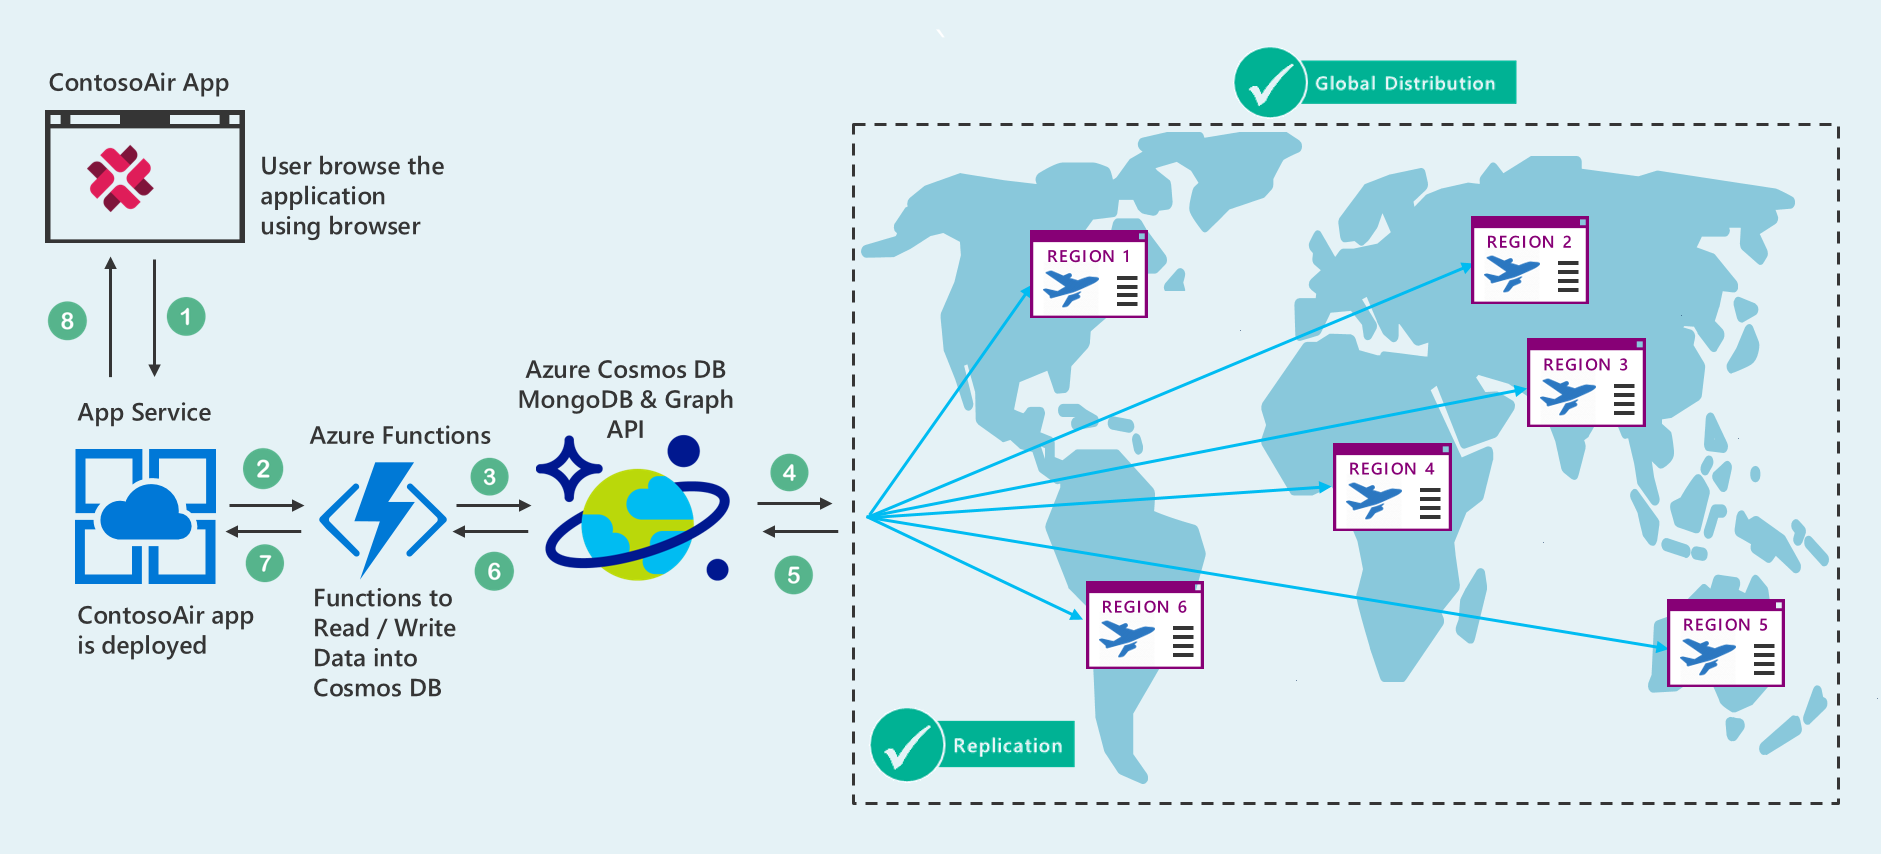 ContosoAir App
User browse the
application
using browser
8
1
App Service
2
7
ContosoAir app
is deployed
Azure Functions
3
6
Functions to
Read / Write
Data into
Cosmos DB
Azure Cosmos DB
MongoDB & Graph
API
4
5
Global Distribution
REGION 1
REGION 2
REGION 3
REGION 4
REGION 5
REGION 6
Replication